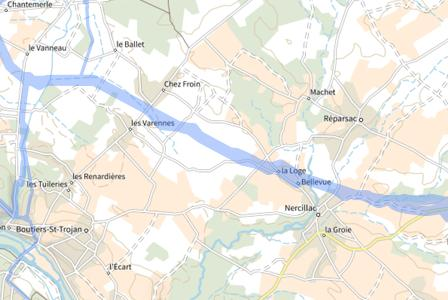 Chantemerle
le Vanneau
le Ballet
Chez Froin
Machet
Réparsac
les Varennes
la Loge
Bellevue
les Renardières
les Tuileries
Nercillac
Boutiers-St-Trojan
la Groie
l'Écart